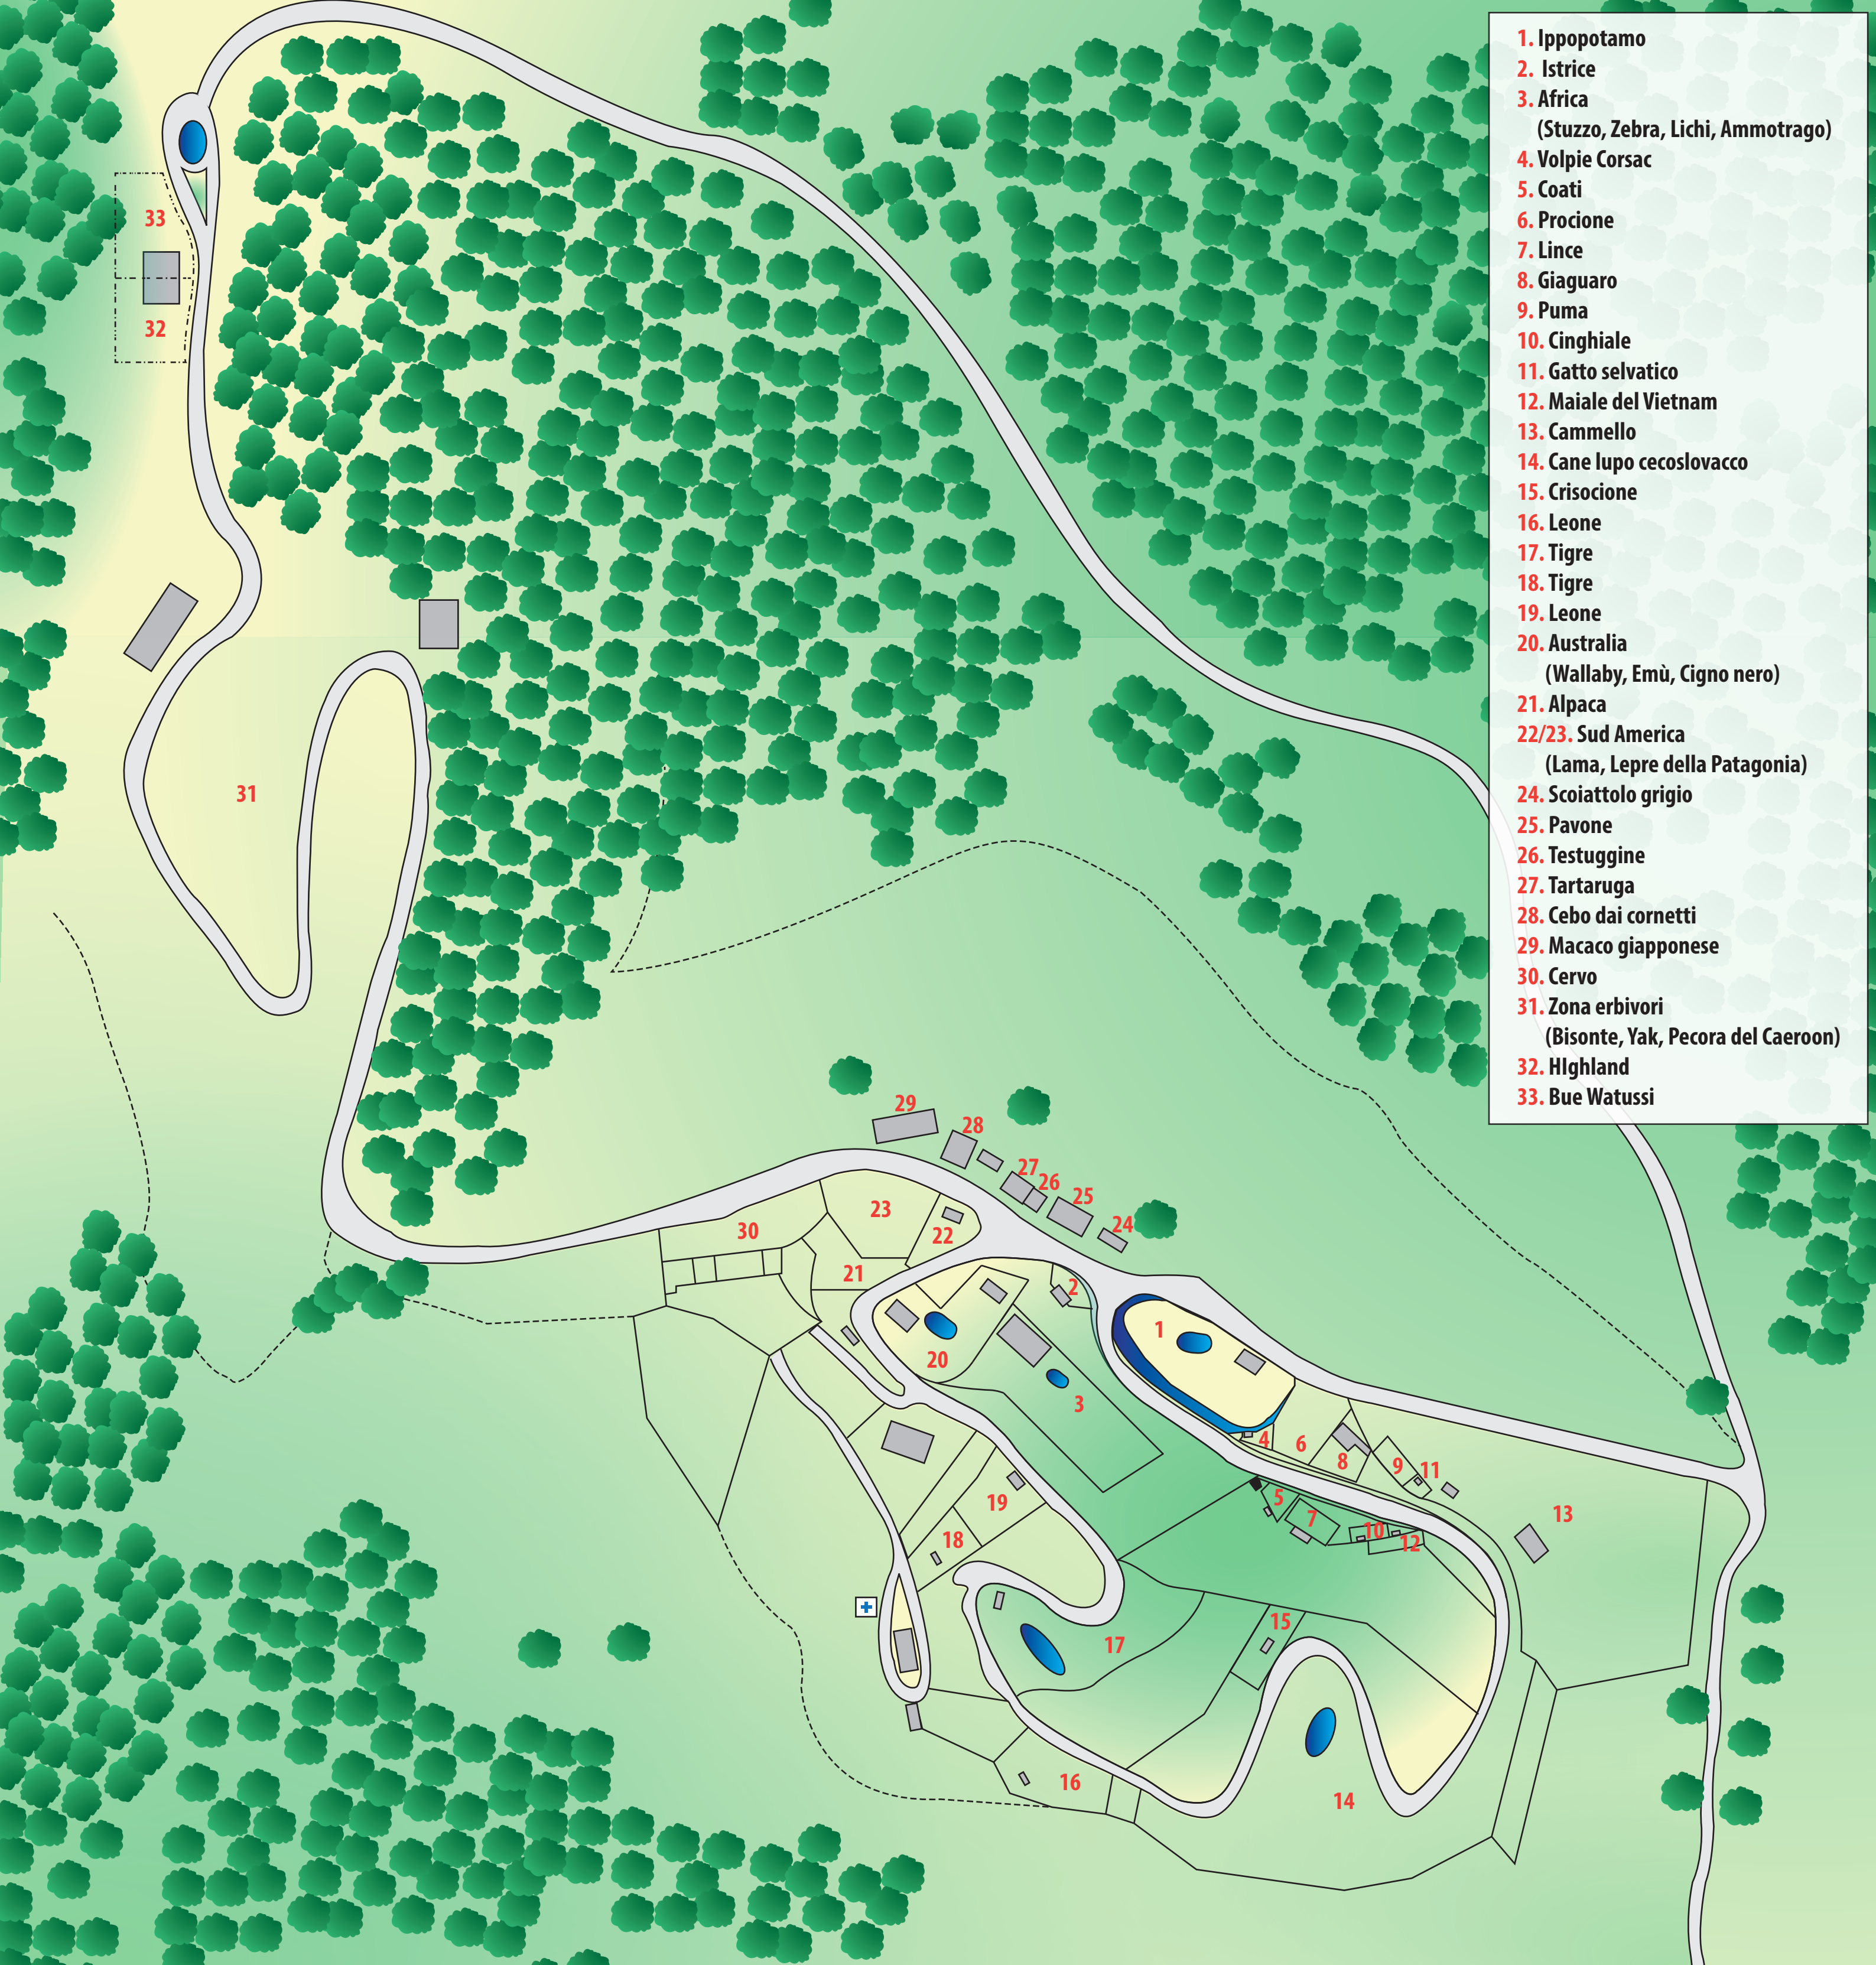 1. Ippopotamo
2. Istrice
3. Africa
(Stuzzo, Zebra, Lichi, Ammotrago)
4. Volpie Corsac
5. Coati
6. Procione
7. Lince
8. Giaguaro
9. Puma
10. Cinghiale
11. Gatto selvatico
12. Maiale del Vietnam
13. Cammello
14. Cane lupo cecoslovacco
15. Crisocione
16. Leone
17. Tigre
18. Tigre
19. Leone
20. Australia
(Wallaby, Emù, Cigno nero)
21. Alpaca
22/23. Sud America
(Lama, Lepre della Patagonia)
24. Scoiattolo grigio
25. Pavone
26. Testuggine
27. Tartaruga
28. Cebo dai cornetti
29. Macaco giapponese
30. Cervo
31. Zona erbivori
(Bisonte, Yak, Pecora del Caeroon)
32. HIghland
33. Bue Watussi
33
32
31
29
28
27
26
25
24
23
22
30
21
2
1
20
3
4
6
8
9
11
5
7
10
12
13
19
18
15
17
16
14